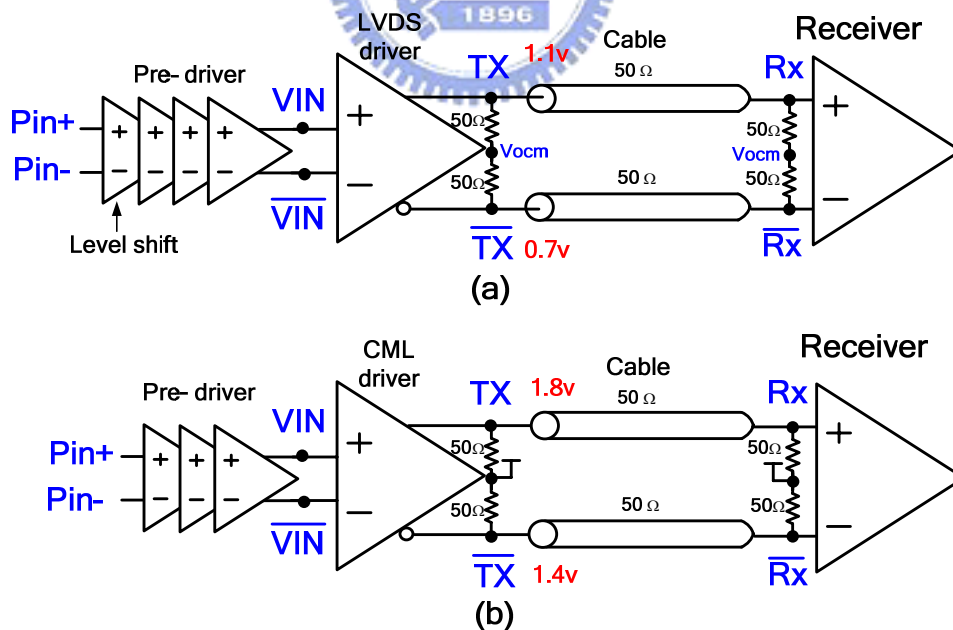 1896
LVDS
driver
Pre- driver
Pin+
Pin-
+ + + +
− − − −
Level shift
VIN
VIN
+
−
TX
1.1v
Cable
50 Ω
50Ω
Vocm
50Ω
50 Ω
TX
0.7v
Receiver
Rx
50Ω
Vocm
50Ω
Rx
+
−
(a)
CML
driver
Pre- driver
Pin+
Pin-
+ + +
− − −
VIN
VIN
+
−
TX
1.8v
Cable
50 Ω
50Ω
50Ω
50 Ω
TX
1.4v
Receiver
Rx
50Ω
50Ω
Rx
+
−
(b)